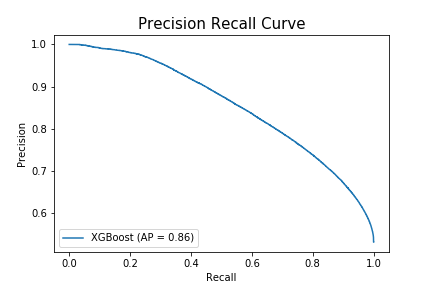 Precision Recall Curve
1.0
0.9
0.8
0.7
0.6
Precision
XGBoost (AP = 0.86)
0.0 0.2 0.4 0.6 0.8 1.0
Recall